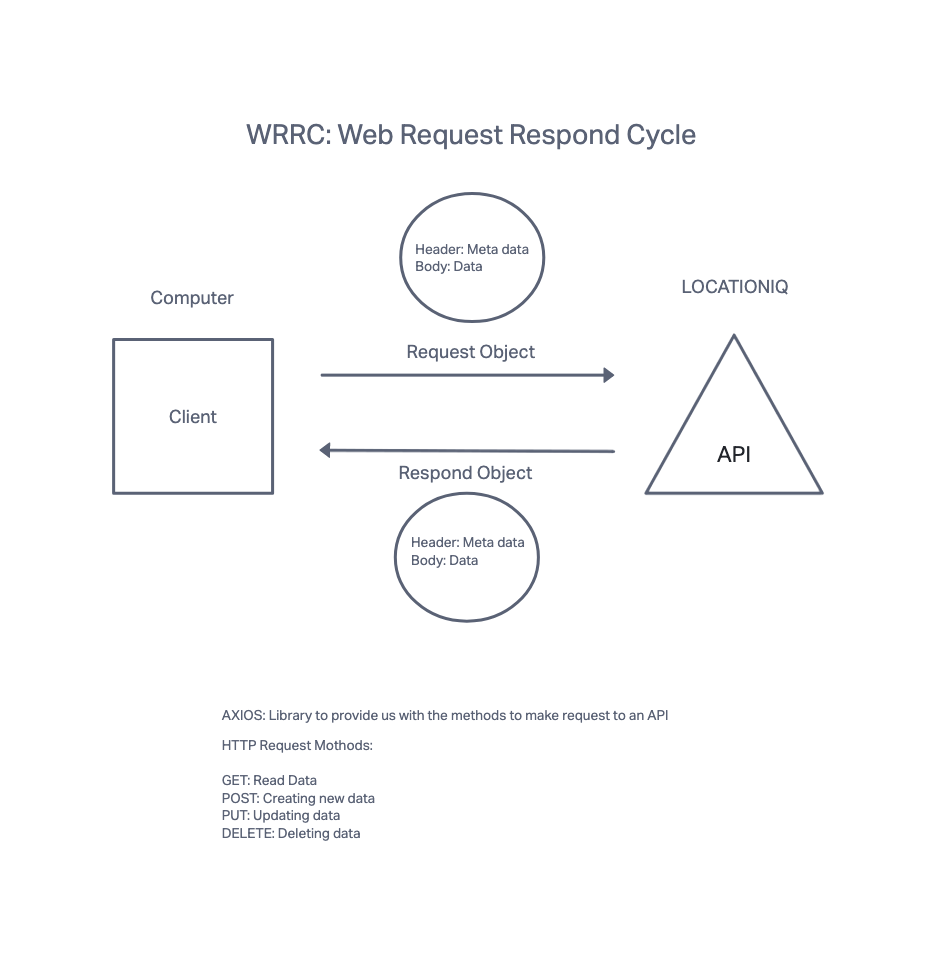 WRRC: Web Request Respond Cycle
Header: Meta data
Body: Data
Computer
LOCATIONIQ
Request Object
Client
API
Respond Object
Header: Meta data
Body: Data
AXIOS: Library to provide us with the methods to make request to an API
HTTP Request Mothods:
GET: Read Data
POST: Creating new data
PUT: Updating data
DELETE: Deleting data